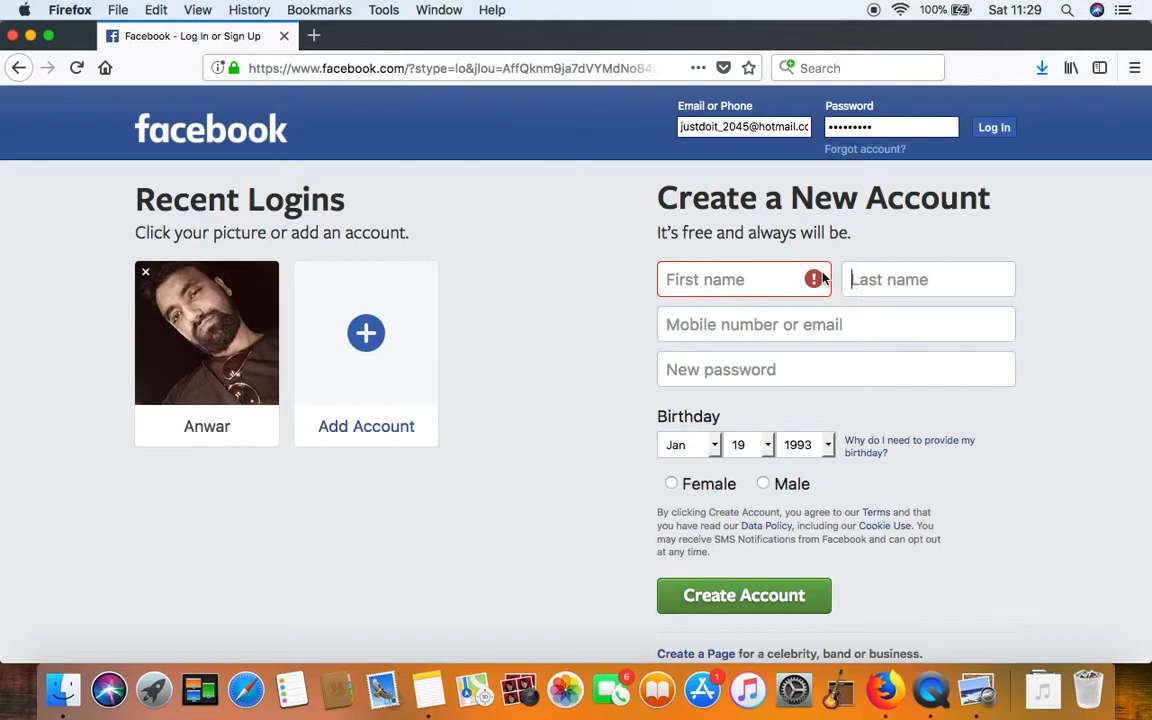 Firefox File Edit View History Bookmarks Tools Window Help 100% Sat 11:29
Facebook - Log In or Sign Up
https://www.facebook.com/?stype=lo&jlou=AffQknm9ja7dVYMdNo84 Search
Email or Phone Password
facebook
justdoit_2045@hotmail.cc ••••••••• Log In
Forgot account?
Recent Logins
Click your picture or add an account.
Anwar
Add Account
Create a New Account
It's free and always will be.
First name Last name
Mobile number or email
New password
Birthday
Jan 19 1993
Why do I need to provide my
birthday?
Female Male
By clicking Create Account, you agree to our Terms and that
you have read our Data Policy, including our Cookie Use. You
may receive SMS Notifications from Facebook and can opt out
at any time.
Create Account
Create a Page for a celebrity, band or business.
6
1